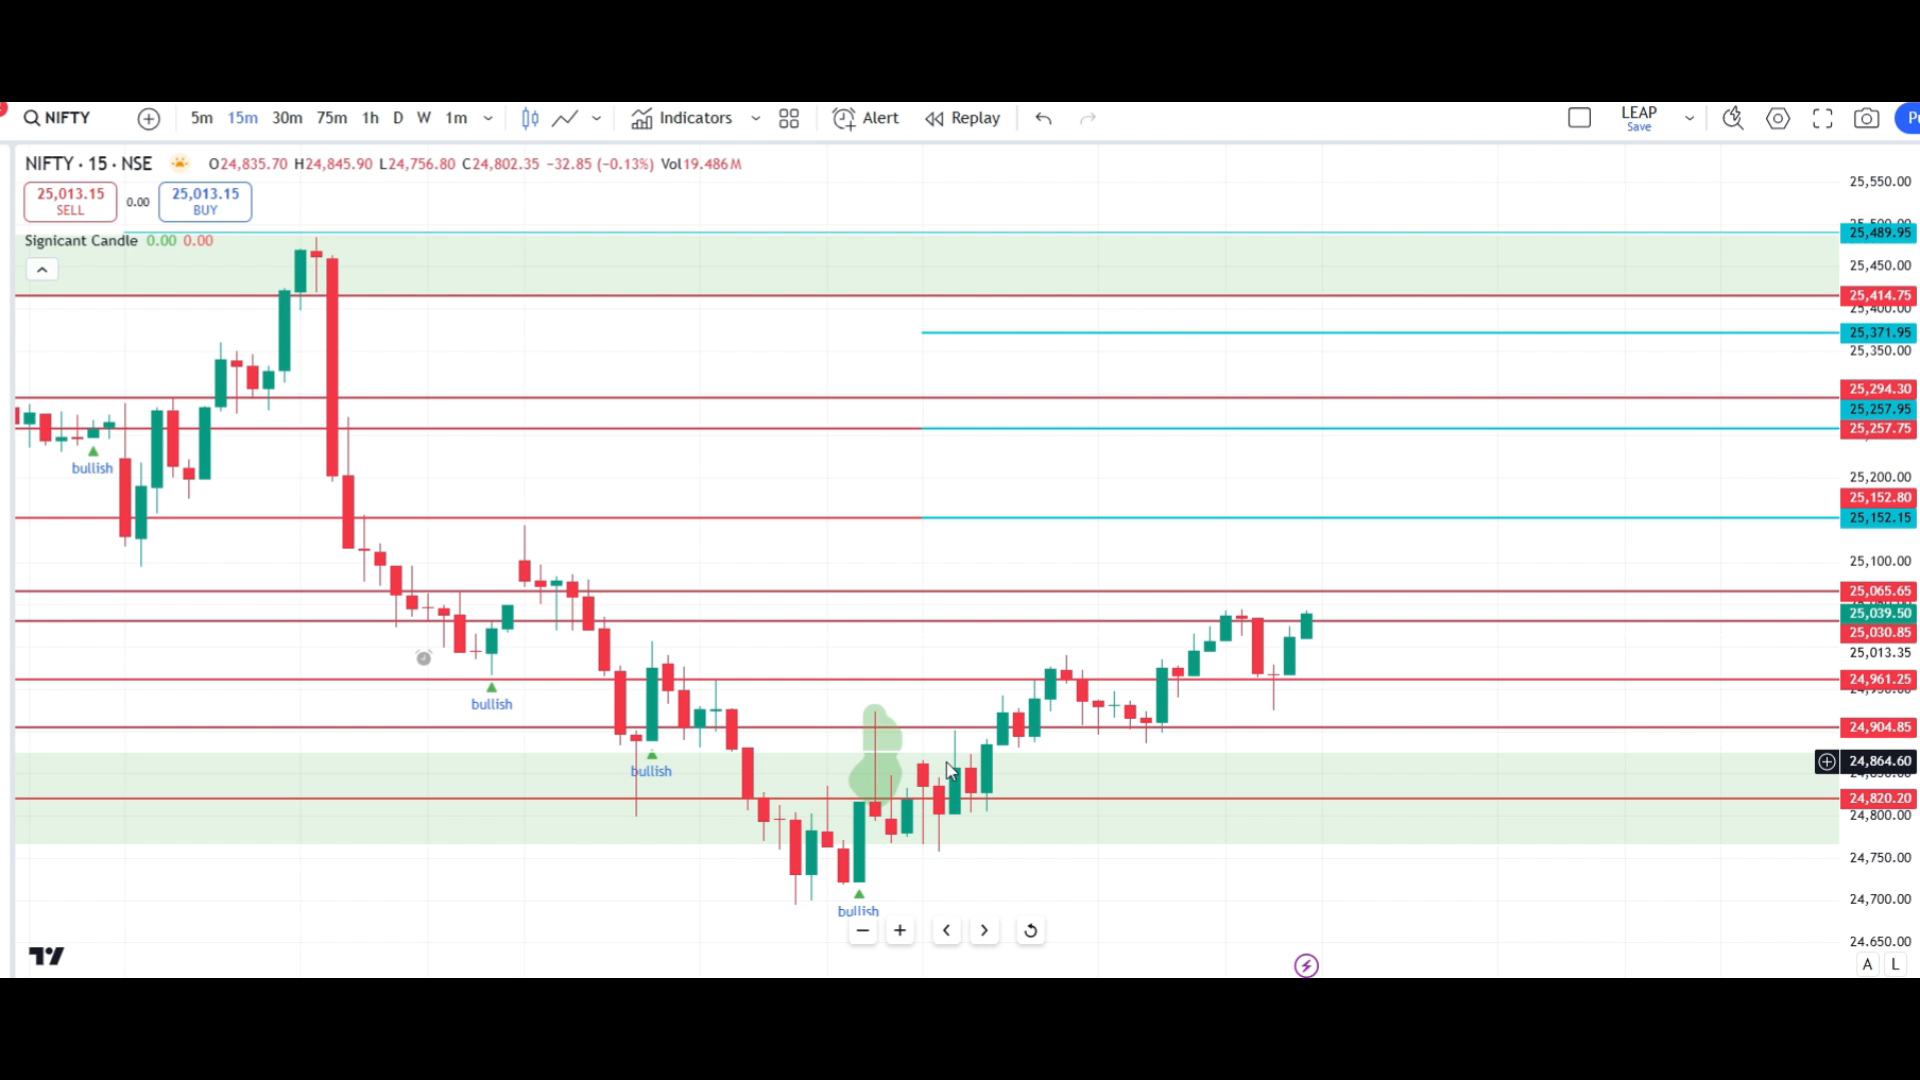 NIFTY 5m 15m 30m 75m 1h D W 1m Indicators Alert Replay LEAP
Save
NIFTY · 15 · NSE O24,835.70 H24,845.90 L24,756.80 C24,802.35 −32.85 (−0.13%) Vol19.486M
25,013.15 0.00 25,013.15
SELL BUY
Signicant Candle 0.00 0.00
25,550.00
25,489.95
25,450.00
25,414.75
25,400.00
25,371.95
25,350.00
25,294.30
25,257.95
25,257.75
25,200.00
25,152.80
25,152.15
25,100.00
25,065.65
25,039.50
25,030.85
25,013.35
24,961.25
24,904.85
24,864.60
24,820.20
24,800.00
24,750.00
24,700.00
24,650.00
bullish
bullish
bullish
bullish
A L